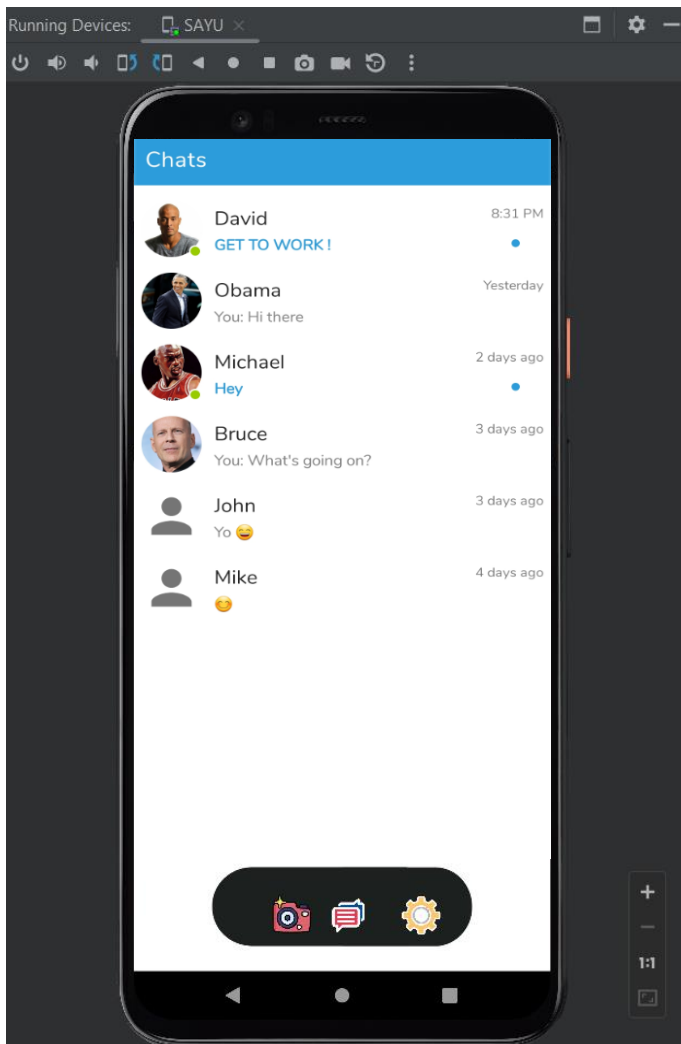 Running Devices: SAYU
Chats
David 8:31 PM
GET TO WORK !
Obama Yesterday
You: Hi there
Michael 2 days ago
Hey
Bruce 3 days ago
You: What's going on?
John 3 days ago
Yo 😄
Mike 4 days ago
😊
1:1